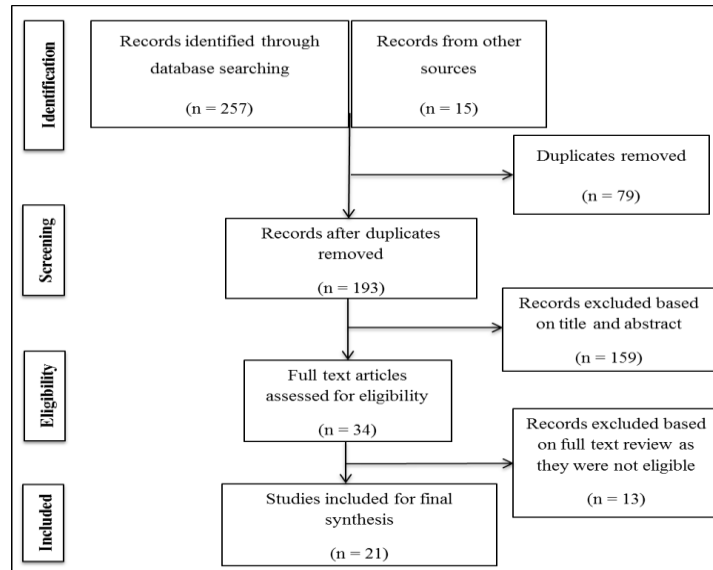 Identification
Records identified through
database searching
(n = 257)
Records from other
sources
(n = 15)
Duplicates removed
(n = 79)
Screening
Records after duplicates
removed
(n = 193)
Records excluded based
on title and abstract
(n = 159)
Eligibility
Full text articles
assessed for eligibility
(n = 34)
Records excluded based
on full text review as
they were not eligible
(n = 13)
Included
Studies included for final
synthesis
(n = 21)